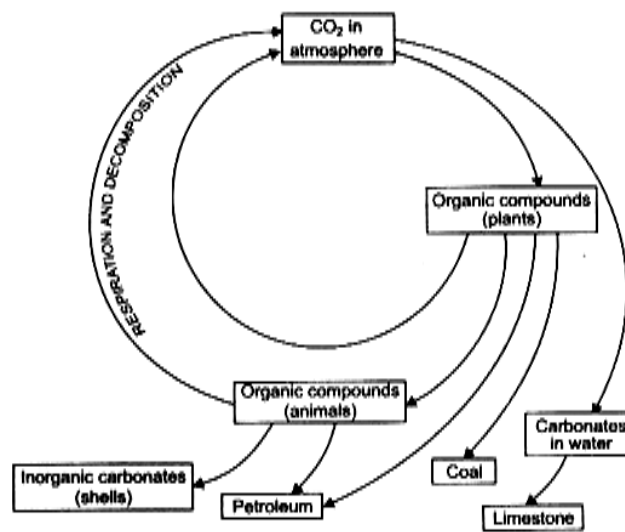 CO₂ in
atmosphere
RESPIRATION AND DECOMPOSITION
Organic compounds
(plants)
Organic compounds
(animals)
Carbonates
in water
Inorganic carbonates
(shells)
Petroleum
Coal
Limestone